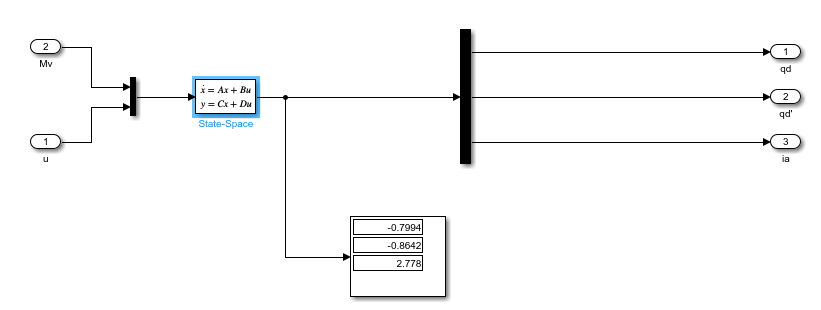 2
Mv
1
u
ẋ = Ax + Bu
y = Cx + Du
State-Space
1
qd
2
qd'
3
ia
-0.7994
-0.8642
2.778